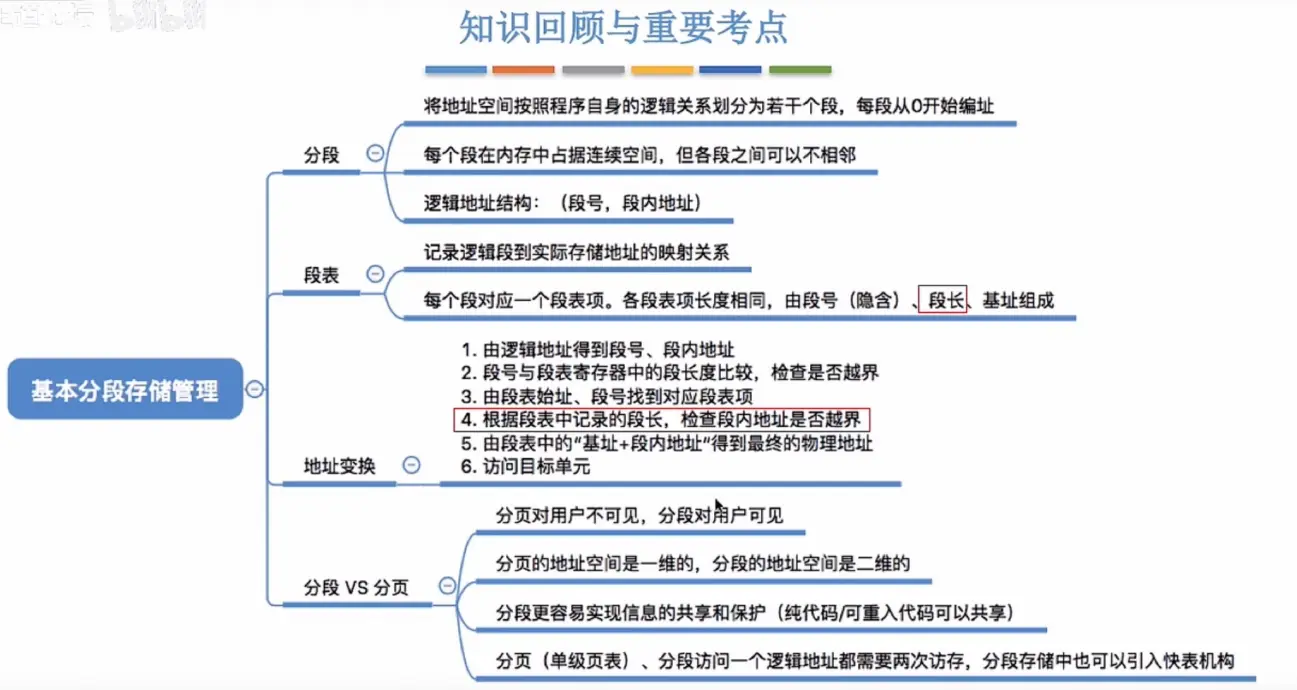 知识回顾与重要考点
将地址空间按照程序自身的逻辑关系划分为若干个段，每段从0开始编址
分段
每个段在内存中占据连续空间，但各段之间可以不相邻
逻辑地址结构：（段号，段内地址）
记录逻辑段到实际存储地址的映射关系
段表
每个段对应一个段表项。各段表项长度相同，由段号（隐含）、段长、基址组成
基本分段存储管理
1. 由逻辑地址得到段号、段内地址
2. 段号与段表寄存器中的段长度比较，检查是否越界
3. 由段表始址、段号找到对应段表项
4. 根据段表中记录的段长，检查段内地址是否越界
5. 由段表中的“基址+段内地址”得到最终的物理地址
6. 访问目标单元
地址变换
分页对用户不可见，分段对用户可见
分页的地址空间是一维的，分段的地址空间是二维的
分段 VS 分页
分段更容易实现信息的共享和保护（纯代码/可重入代码可以共享）
分页（单级页表）、分段访问一个逻辑地址都需要两次访存，分段存储中也可以引入快表机构